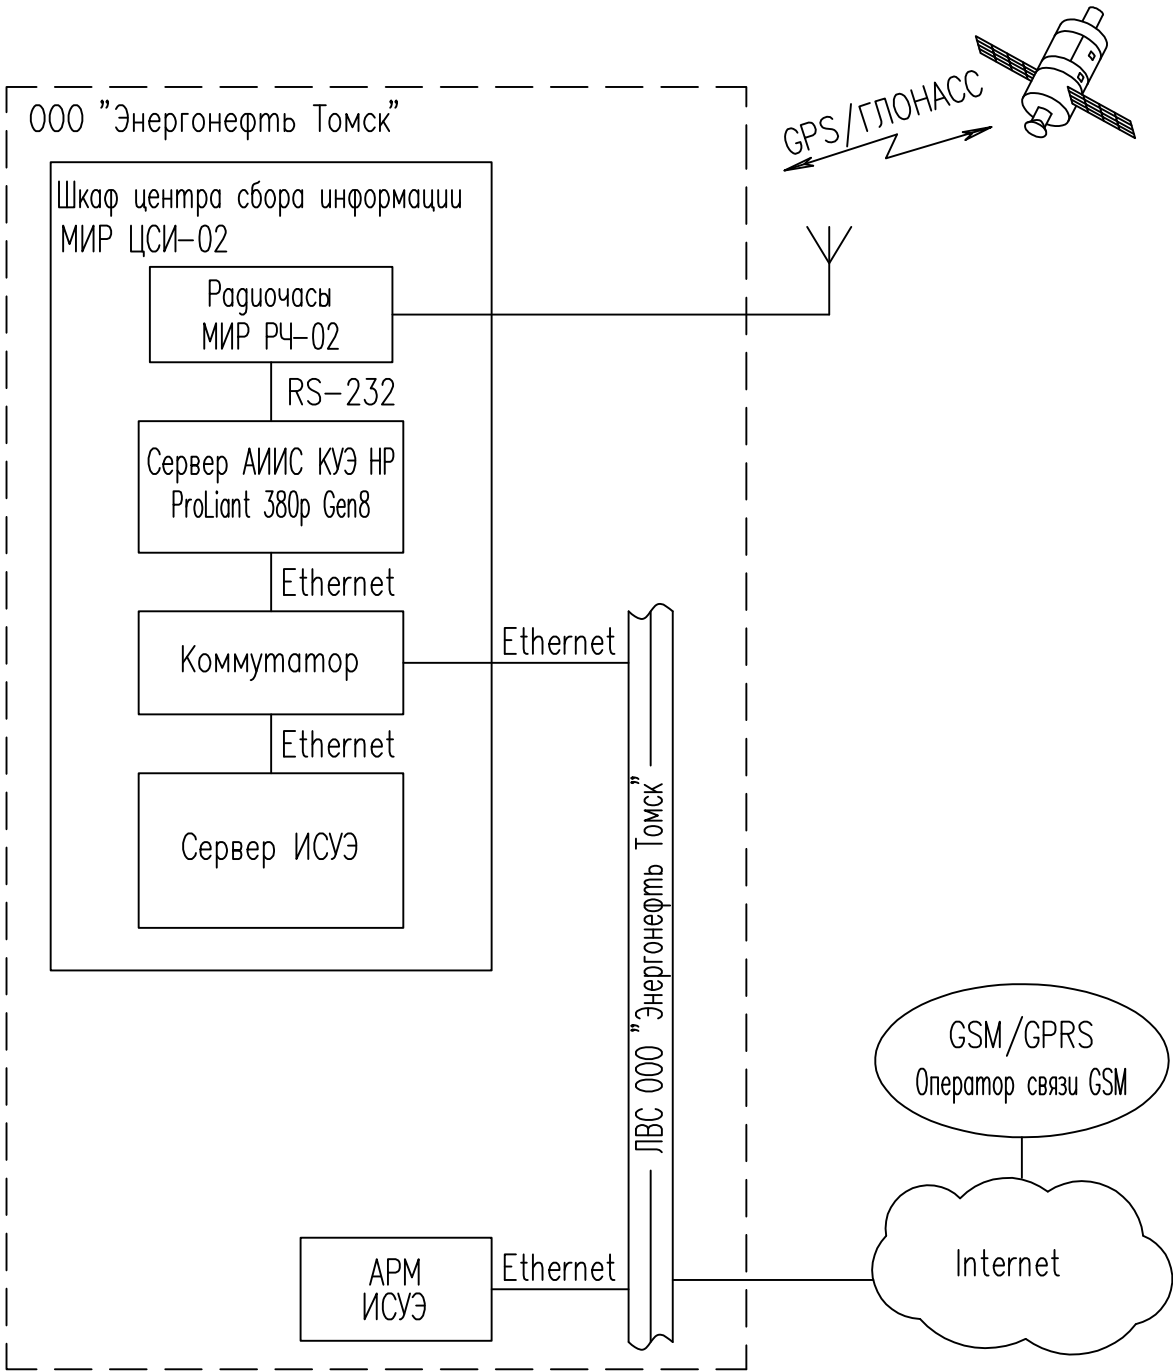 ООО "Энергонефть Томск"
GPS/ГЛОНАСС
Шкаф центра сбора информации
МИР ЦСИ-02
Радиочасы
МИР РЧ-02
RS-232
Сервер АИИС КУЭ HP
ProLiant 380p Gen8
Ethernet
Коммутатор
Ethernet
Ethernet
Сервер ИСУЭ
ЛВС ООО "Энергонефть Томск"
GSM/GPRS
Оператор связи GSM
Internet
АРМ
ИСУЭ
Ethernet